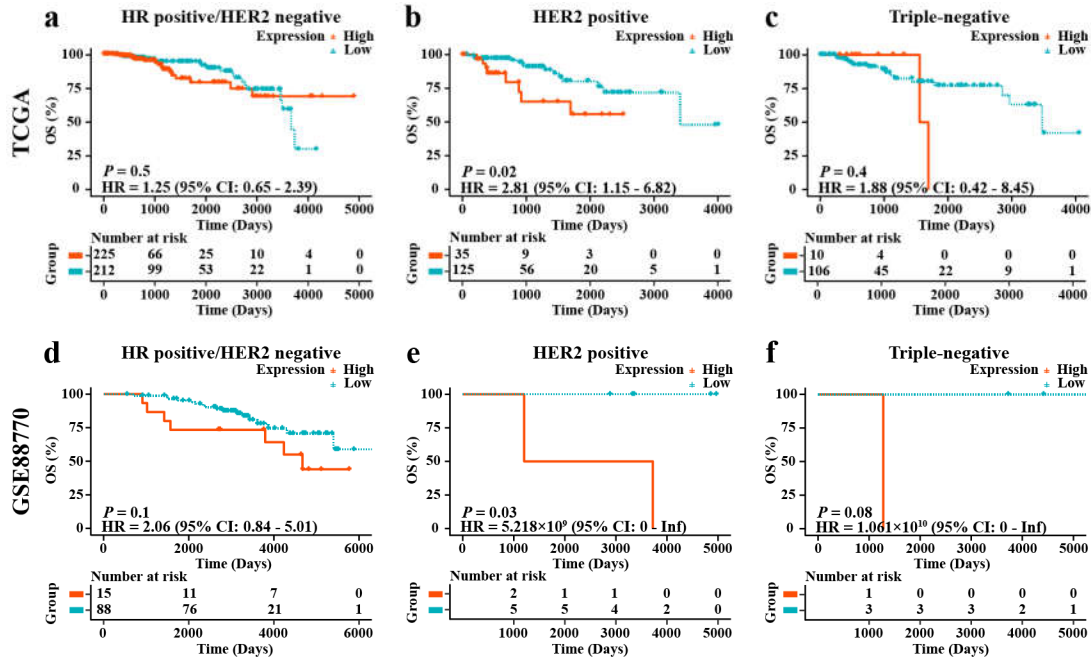 a
HR positive/HER2 negative
Expression High
Low
TCGA
OS (%)
100
75
50
25
0
P = 0.5
HR = 1.25 (95% CI: 0.65 - 2.39)
0 1000 2000 3000 4000 5000
Time (Days)
Number at risk
Group
225 66 25 10 4 0
212 99 53 22 1 0
0 1000 2000 3000 4000 5000
Time (Days)
b
HER2 positive
Expression High
Low
OS (%)
100
75
50
25
0
P = 0.02
HR = 2.81 (95% CI: 1.15 - 6.82)
0 1000 2000 3000 4000
Time (Days)
Number at risk
Group
35 9 3 0 0
125 56 20 5 1
0 1000 2000 3000 4000
Time (Days)
c
Triple-negative
Expression High
Low
OS (%)
100
75
50
25
0
P = 0.4
HR = 1.88 (95% CI: 0.42 - 8.45)
0 1000 2000 3000 4000
Time (Days)
Number at risk
Group
10 4 0 0 0
106 45 22 9 1
0 1000 2000 3000 4000
Time (Days)
d
HR positive/HER2 negative
Expression High
Low
GSE88770
OS (%)
100
75
50
25
0
P = 0.1
HR = 2.06 (95% CI: 0.84 - 5.01)
0 2000 4000 6000
Time (Days)
Number at risk
Group
15 11 7 0
88 76 21 1
0 2000 4000 6000
Time (Days)
e
HER2 positive
Expression High
Low
OS (%)
100
75
50
25
0
P = 0.03
HR = 5.218×10⁹ (95% CI: 0 - Inf)
0 1000 2000 3000 4000 5000
Time (Days)
Number at risk
Group
2 1 1 0 0
5 5 4 2 0
1000 2000 3000 4000 5000
Time (Days)
f
Triple-negative
Expression High
Low
OS (%)
100
75
50
25
0
P = 0.08
HR = 1.061×10¹⁰ (95% CI: 0 - Inf)
0 1000 2000 3000 4000 5000
Time (Days)
Number at risk
Group
1 0 0 0 0
3 3 3 2 1
1000 2000 3000 4000 5000
Time (Days)